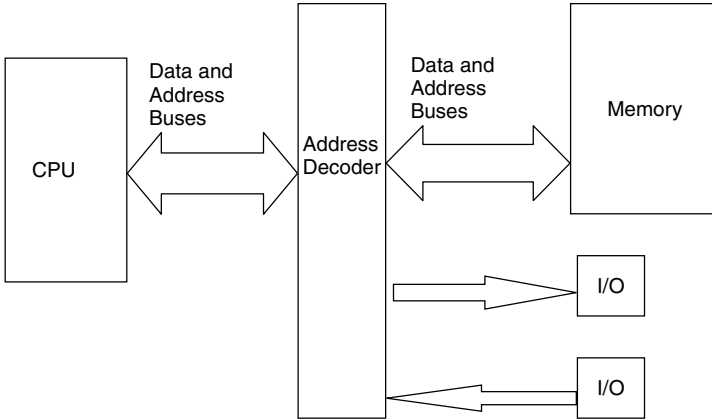 CPU
Data and
Address
Buses
Address
Decoder
Data and
Address
Buses
Memory
I/O
I/O